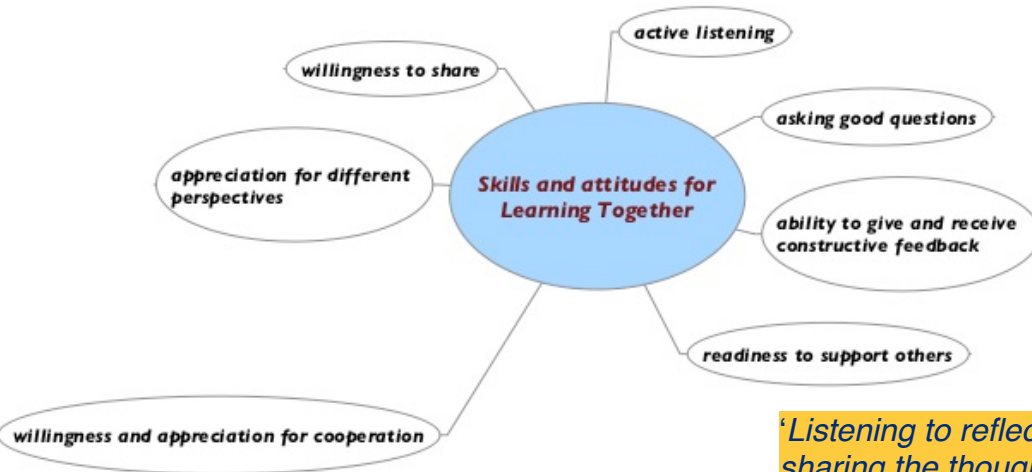 active listening
willingness to share
asking good questions
appreciation for different
perspectives
Skills and attitudes for
Learning Together
ability to give and receive
constructive feedback
readiness to support others
willingness and appreciation for cooperation
‘Listening to reflec
sharing the though